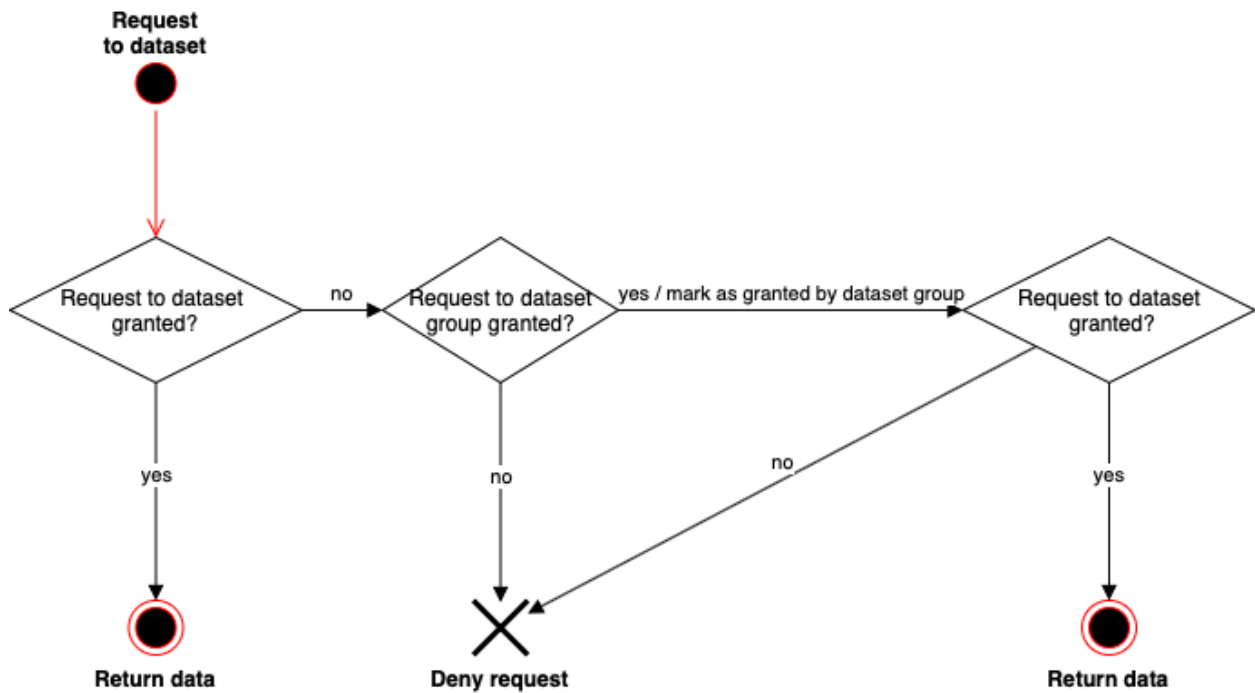 Request
to dataset
Request to dataset
granted?
no
Request to dataset
group granted?
yes / mark as granted by dataset group
Request to dataset
granted?
yes
no
no
yes
Return data
Deny request
Return data